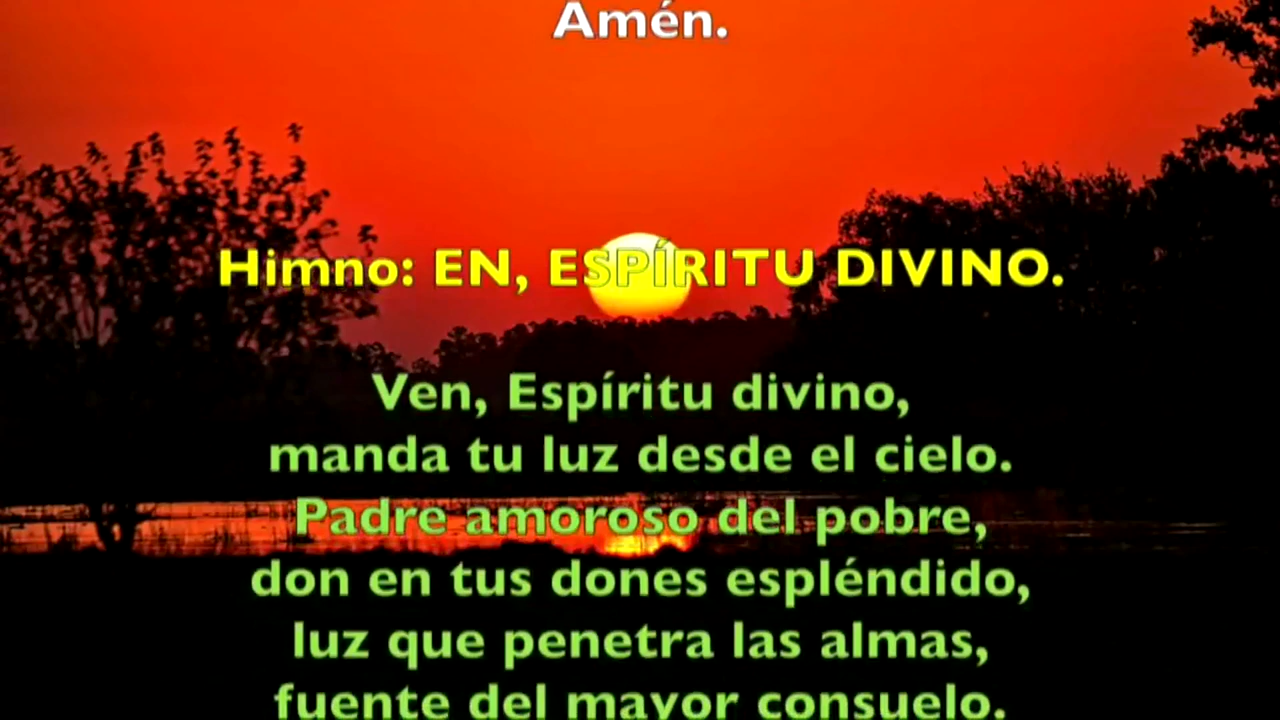 Amén.
Himno: EN, ESPÍRITU DIVINO.
Ven, Espíritu divino,
manda tu luz desde el cielo.
Padre amoroso del pobre,
don en tus dones espléndido,
luz que penetra las almas,
fuente del mayor consuelo.